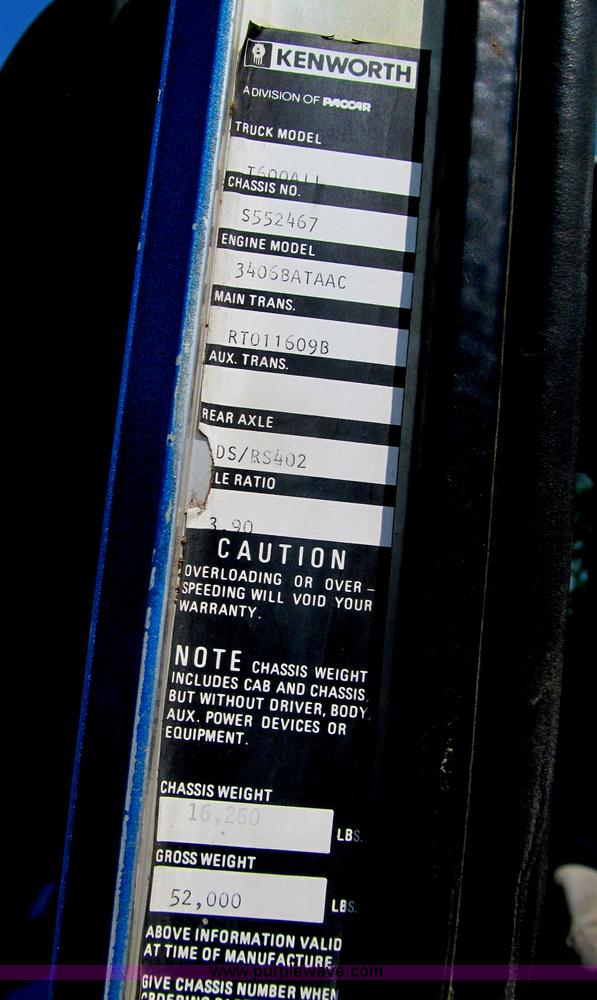 KENWORTH
A DIVISION OF PACCAR
TRUCK MODEL
CHASSIS NO.
S552467
ENGINE MODEL
3406BATAAC
MAIN TRANS.
RTO11609B
AUX. TRANS.
REAR AXLE
DS/RS402
LE RATIO
3.90
CAUTION
OVERLOADING OR OVER-
SPEEDING WILL VOID YOUR
WARRANTY.
NOTE CHASSIS WEIGHT
INCLUDES CAB AND CHASSIS,
BUT WITHOUT DRIVER, BODY,
AUX. POWER DEVICES OR
EQUIPMENT.
CHASSIS WEIGHT
16,260 LBS.
GROSS WEIGHT
52,000 LBS.
ABOVE INFORMATION VALID
AT TIME OF MANUFACTURE
www.purplewave.com
GIVE CHASSIS NUMBER WHEN